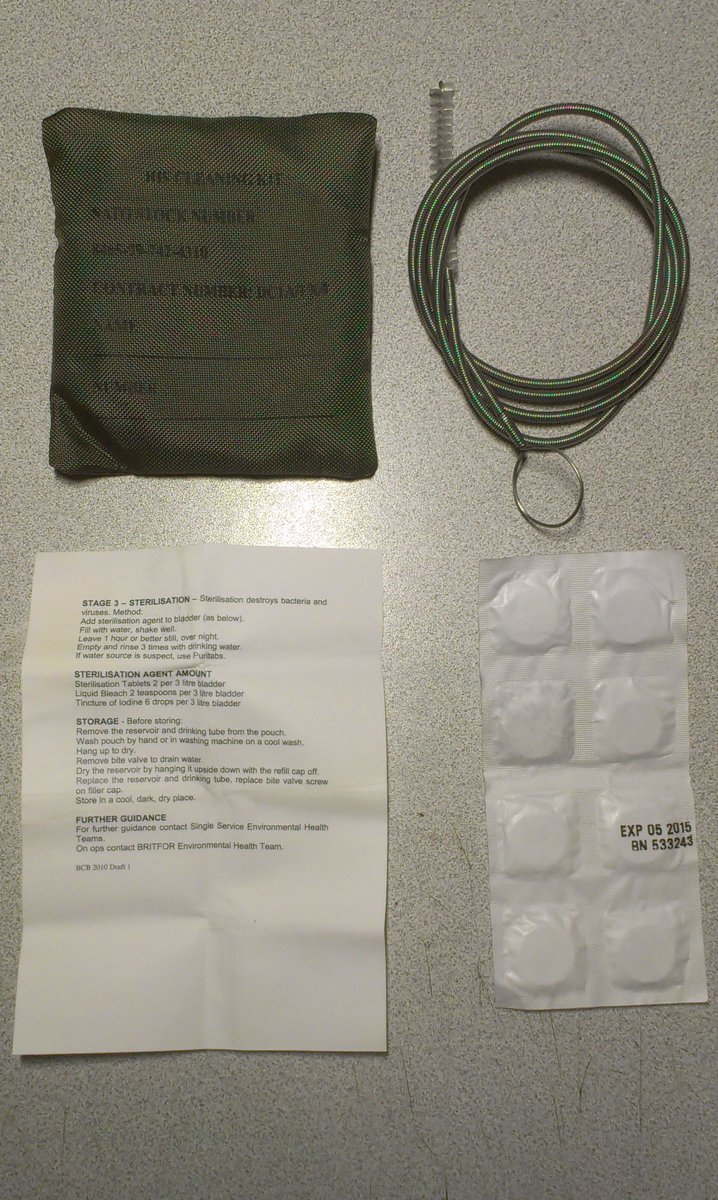 HIS CLEANING KIT
NATO STOCK NUMBER
CONTRACT NUMBER:
NAME
NUMBER
STAGE 3 – STERILISATION – Sterilisation destroys bacteria and
viruses. Method:
Add sterilisation agent to bladder (as below).
Fill with water, shake well.
Leave 1 hour or better still, over night.
Empty and rinse 3 times with drinking water.
If water source is suspect, use Puritabs.
STERILISATION AGENT AMOUNT
Sterilisation Tablets 2 per 3 litre bladder
Liquid Bleach 2 teaspoons per 3 litre bladder
Tincture of Iodine 6 drops per 3 litre bladder
STORAGE - Before storing:
Remove the reservoir and drinking tube from the pouch.
Wash pouch by hand or in washing machine on a cool wash.
Hang up to dry.
Remove bite valve to drain water
Dry the reservoir by hanging it upside down with the refill cap off.
Replace the reservoir and drinking tube, replace bite valve screw
on filler cap.
Store in a cool, dark, dry place.
FURTHER GUIDANCE
For further guidance contact Single Service Environmental Health
Teams.
On ops contact BRITFOR Environmental Health Team.
BCB 2010 Draft 1
EXP 05 2015
BN 533243